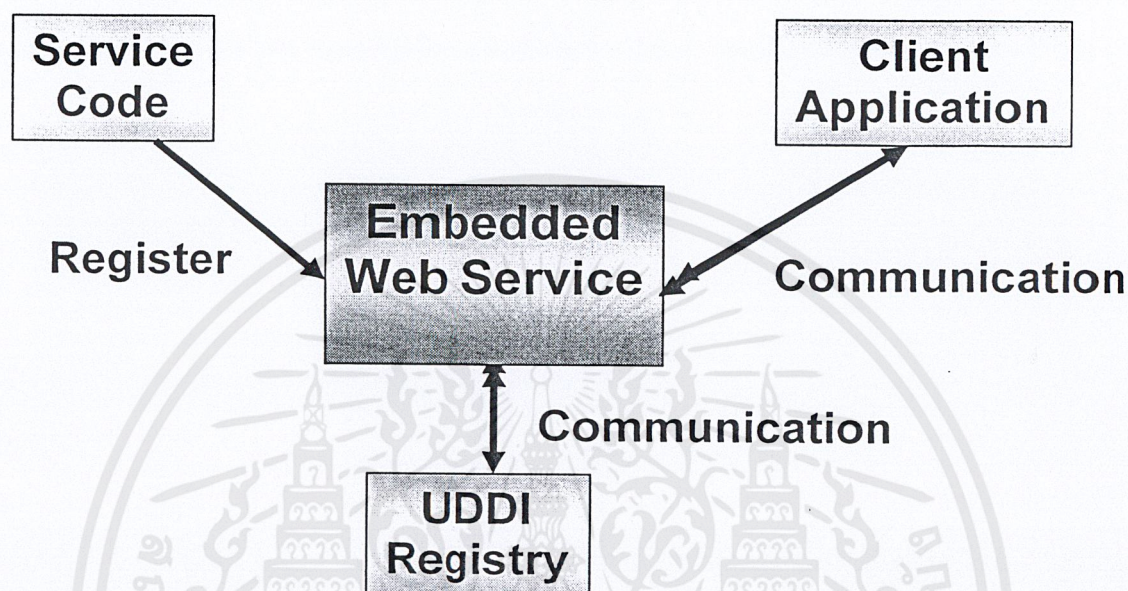 Service
Code
Client
Application
Embedded
Web Service
Register
Communication
Communication
UDDI
Registry